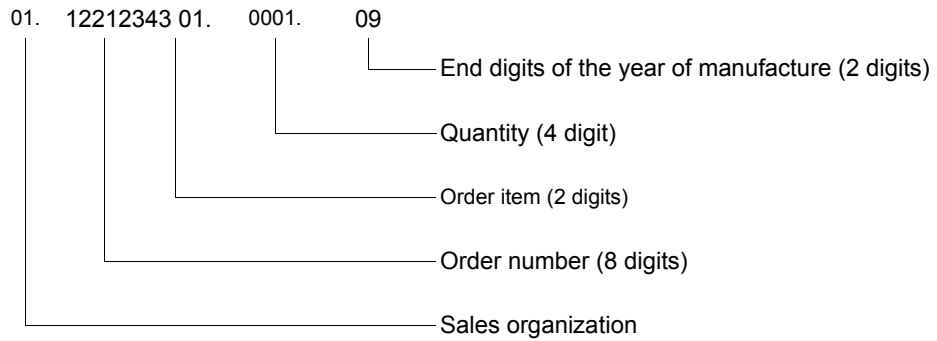 01. 12212343 01. 0001. 09
End digits of the year of manufacture (2 digits)
Quantity (4 digit)
Order item (2 digits)
Order number (8 digits)
Sales organization